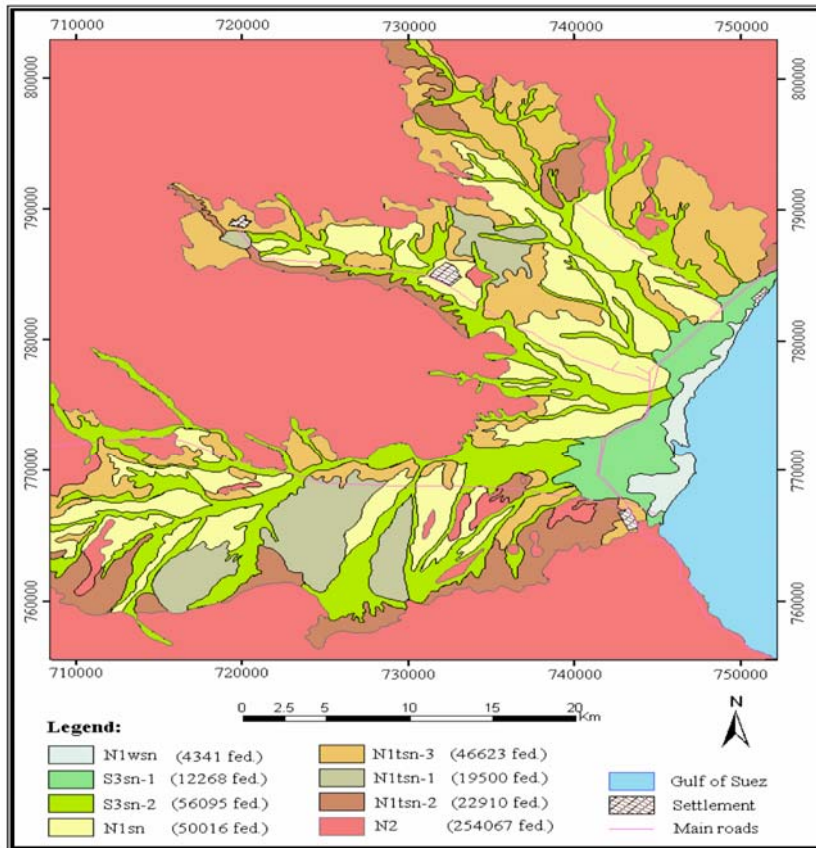 710000 720000 730000 740000 750000
800000 800000
790000 790000
780000 780000
770000 770000
760000 760000
710000 720000 730000 740000 750000
0 2.5 5 10 15 20
Km
N
Legend:
N1wsn (4341 fed.)
S3sn-1 (12268 fed.)
S3sn-2 (56095 fed.)
N1sn (50016 fed.)
N1tsn-3 (46623 fed.)
N1tsn-1 (19500 fed.)
N1tsn-2 (22910 fed.)
N2 (254067 fed.)
Gulf of Suez
Settlement
Main roads